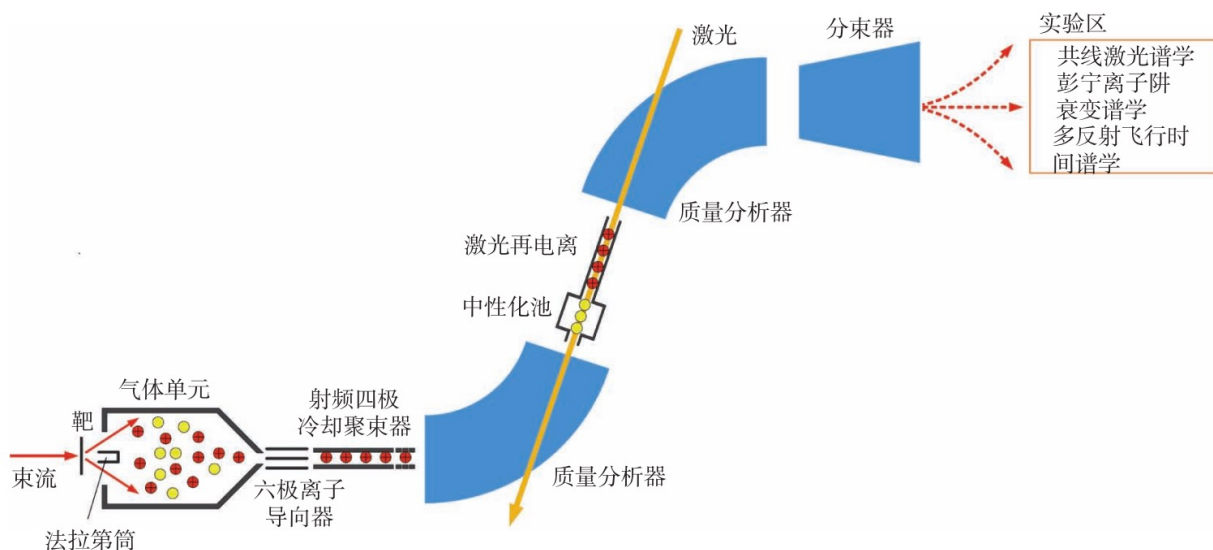 激光
分束器
实验区
共线激光谱学
彭宁离子阱
衰变谱学
多反射飞行时
间谱学
质量分析器
激光再电离
中性化池
气体单元
靶
射频四极
冷却聚束器
束流
六极离子
导向器
质量分析器
法拉第筒